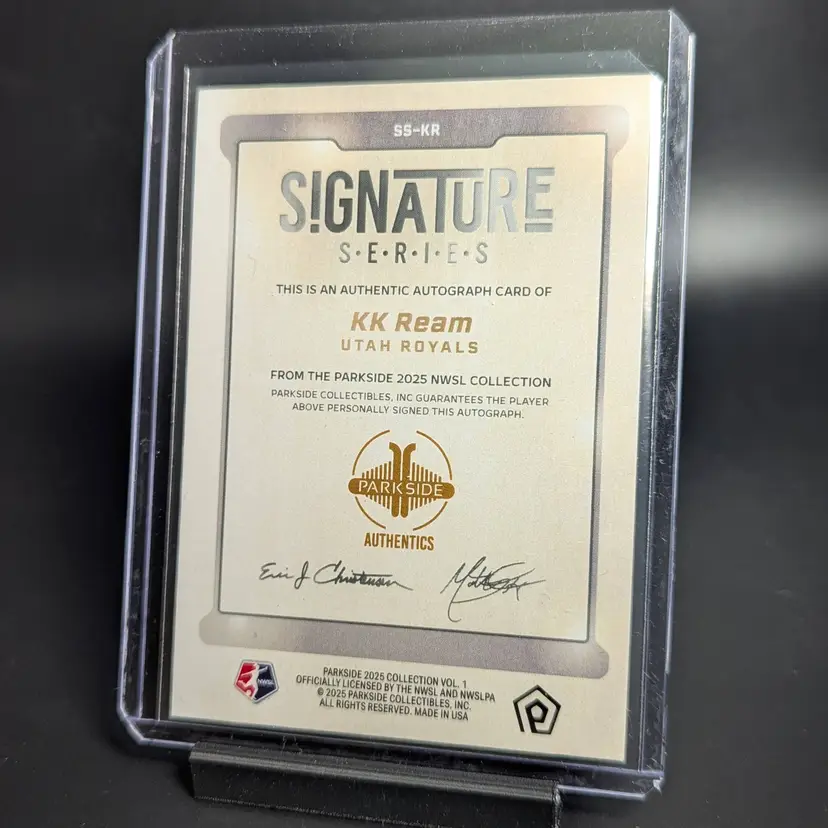 SS-KR
SIGNATURE
S·E·R·I·E·S
THIS IS AN AUTHENTIC AUTOGRAPH CARD OF
KK Ream
UTAH ROYALS
FROM THE PARKSIDE 2025 NWSL COLLECTION
PARKSIDE COLLECTIBLES, INC GUARANTEES THE PLAYER
ABOVE PERSONALLY SIGNED THIS AUTOGRAPH.
PARKSIDE
AUTHENTICS
Eric J Christensen
NWSL
PARKSIDE 2025 COLLECTION VOL. 1
OFFICIALLY LICENSED BY THE NWSL AND NWSLPA
© 2025 PARKSIDE COLLECTIBLES, INC.
ALL RIGHTS RESERVED. MADE IN USA